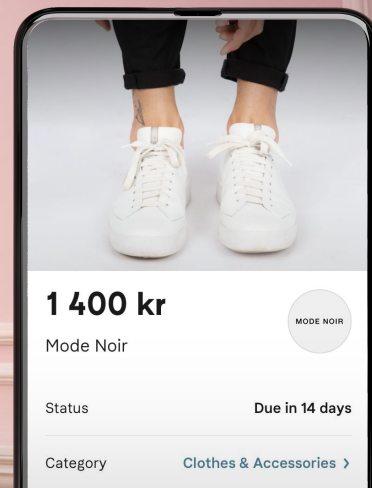 1 400 kr
MODE NOIR
Mode Noir
Status
Due in 14 days
Category
Clothes & Accessories >